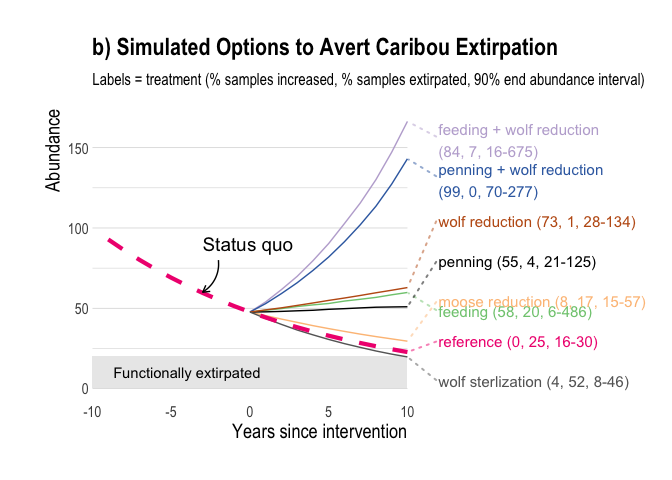 b) Simulated Options to Avert Caribou Extirpation
Labels = treatment (% samples increased, % samples extirpated, 90% end abundance interval)
Abundance
150
100
50
0
feeding + wolf reduction
(84, 7, 16-675)
penning + wolf reduction
(99, 0, 70-277)
wolf reduction (73, 1, 28-134)
Status quo
penning (55, 4, 21-125)
moose reduction (8, 17, 15-57)
feeding (58, 20, 6-486)
reference (0, 25, 16-30)
Functionally extirpated
wolf sterlization (4, 52, 8-46)
-10
-5
0
5
10
Years since intervention